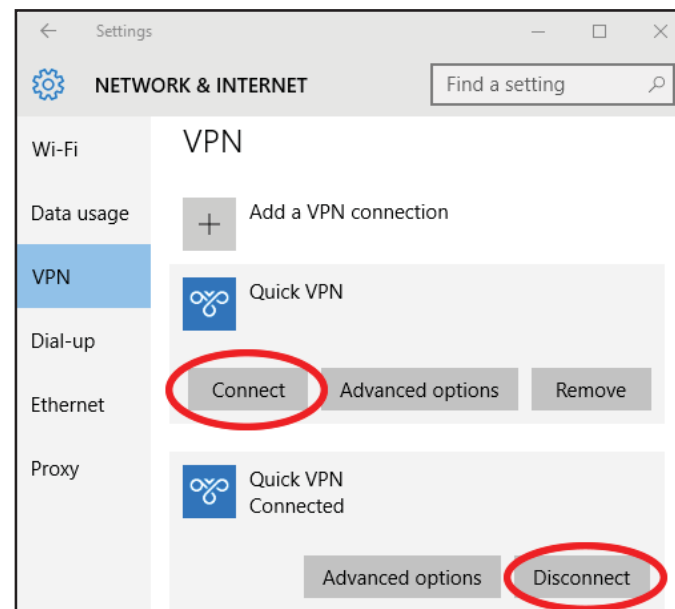 Settings
NETWORK & INTERNET
Find a setting
Wi-Fi
Data usage
VPN
Dial-up
Ethernet
Proxy
VPN
Add a VPN connection
Quick VPN
Connect Advanced options Remove
Quick VPN
Connected
Advanced options Disconnect